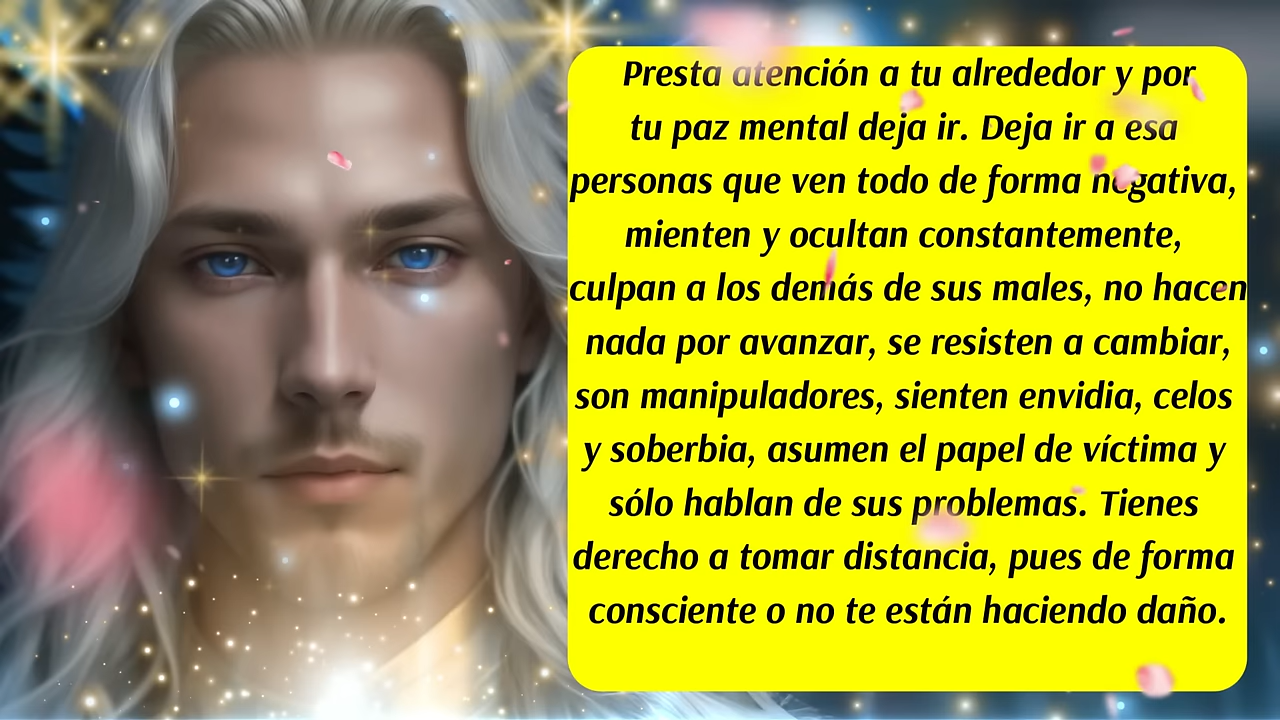 Presta atención a tu alrededor y por
tu paz mental deja ir. Deja ir a esa
personas que ven todo de forma negativa,
mienten y ocultan constantemente,
culpan a los demás de sus males, no hacen
nada por avanzar, se resisten a cambiar,
son manipuladores, sienten envidia, celos
y soberbia, asumen el papel de víctima y
sólo hablan de sus problemas. Tienes
derecho a tomar distancia, pues de forma
consciente o no te están haciendo daño.